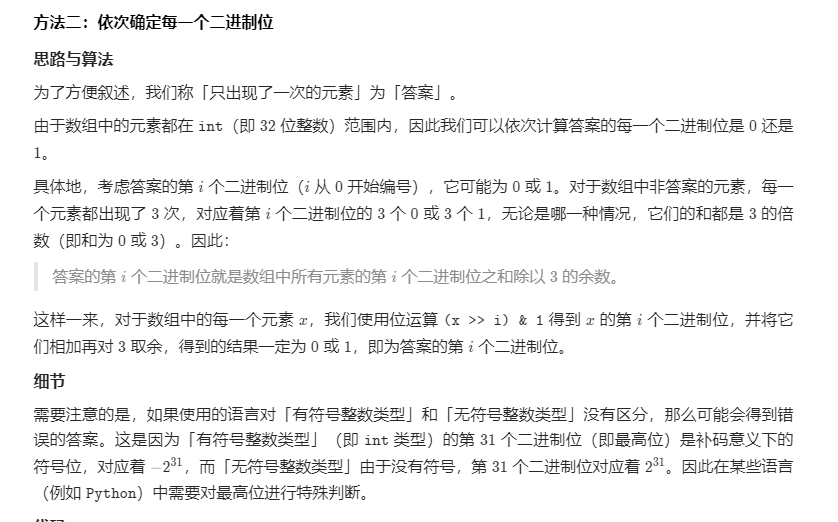 方法二：依次确定每一个二进制位
思路与算法
为了方便叙述，我们称「只出现了一次的元素」为「答案」。
由于数组中的元素都在 int（即 32 位整数）范围内，因此我们可以依次计算答案的每一个二进制位是 0 还是
1。
具体地，考虑答案的第 i 个二进制位（i 从 0 开始编号），它可能为 0 或 1。对于数组中非答案的元素，每一
个元素都出现了 3 次，对应着第 i 个二进制位的 3 个 0 或 3 个 1，无论是哪一种情况，它们的和都是 3 的倍
数（即和为 0 或 3）。因此：
答案的第 i 个二进制位就是数组中所有元素的第 i 个二进制位之和除以 3 的余数。
这样一来，对于数组中的每一个元素 x，我们使用位运算 (x >> i) & 1 得到 x 的第 i 个二进制位，并将它
们相加再对 3 取余，得到的结果一定为 0 或 1，即为答案的第 i 个二进制位。
细节
需要注意的是，如果使用的语言对「有符号整数类型」和「无符号整数类型」没有区分，那么可能会得到错
误的答案。这是因为「有符号整数类型」（即 int 类型）的第 31 个二进制位（即最高位）是补码意义下的
符号位，对应着 −2³¹，而「无符号整数类型」由于没有符号，第 31 个二进制位对应着 2³¹。因此在某些语言
（例如 Python）中需要对最高位进行特殊判断。